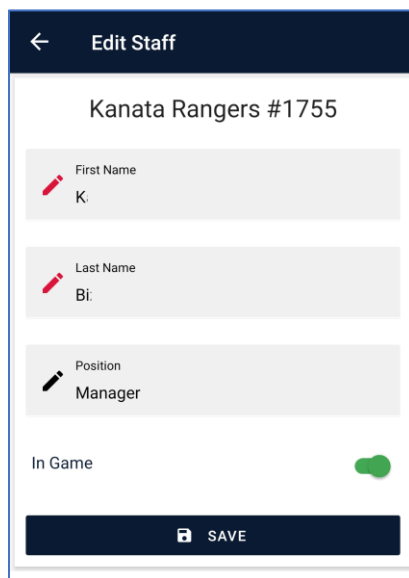 Edit Staff
Kanata Rangers #1755
First Name
Last Name
Position
Manager
In Game
SAVE